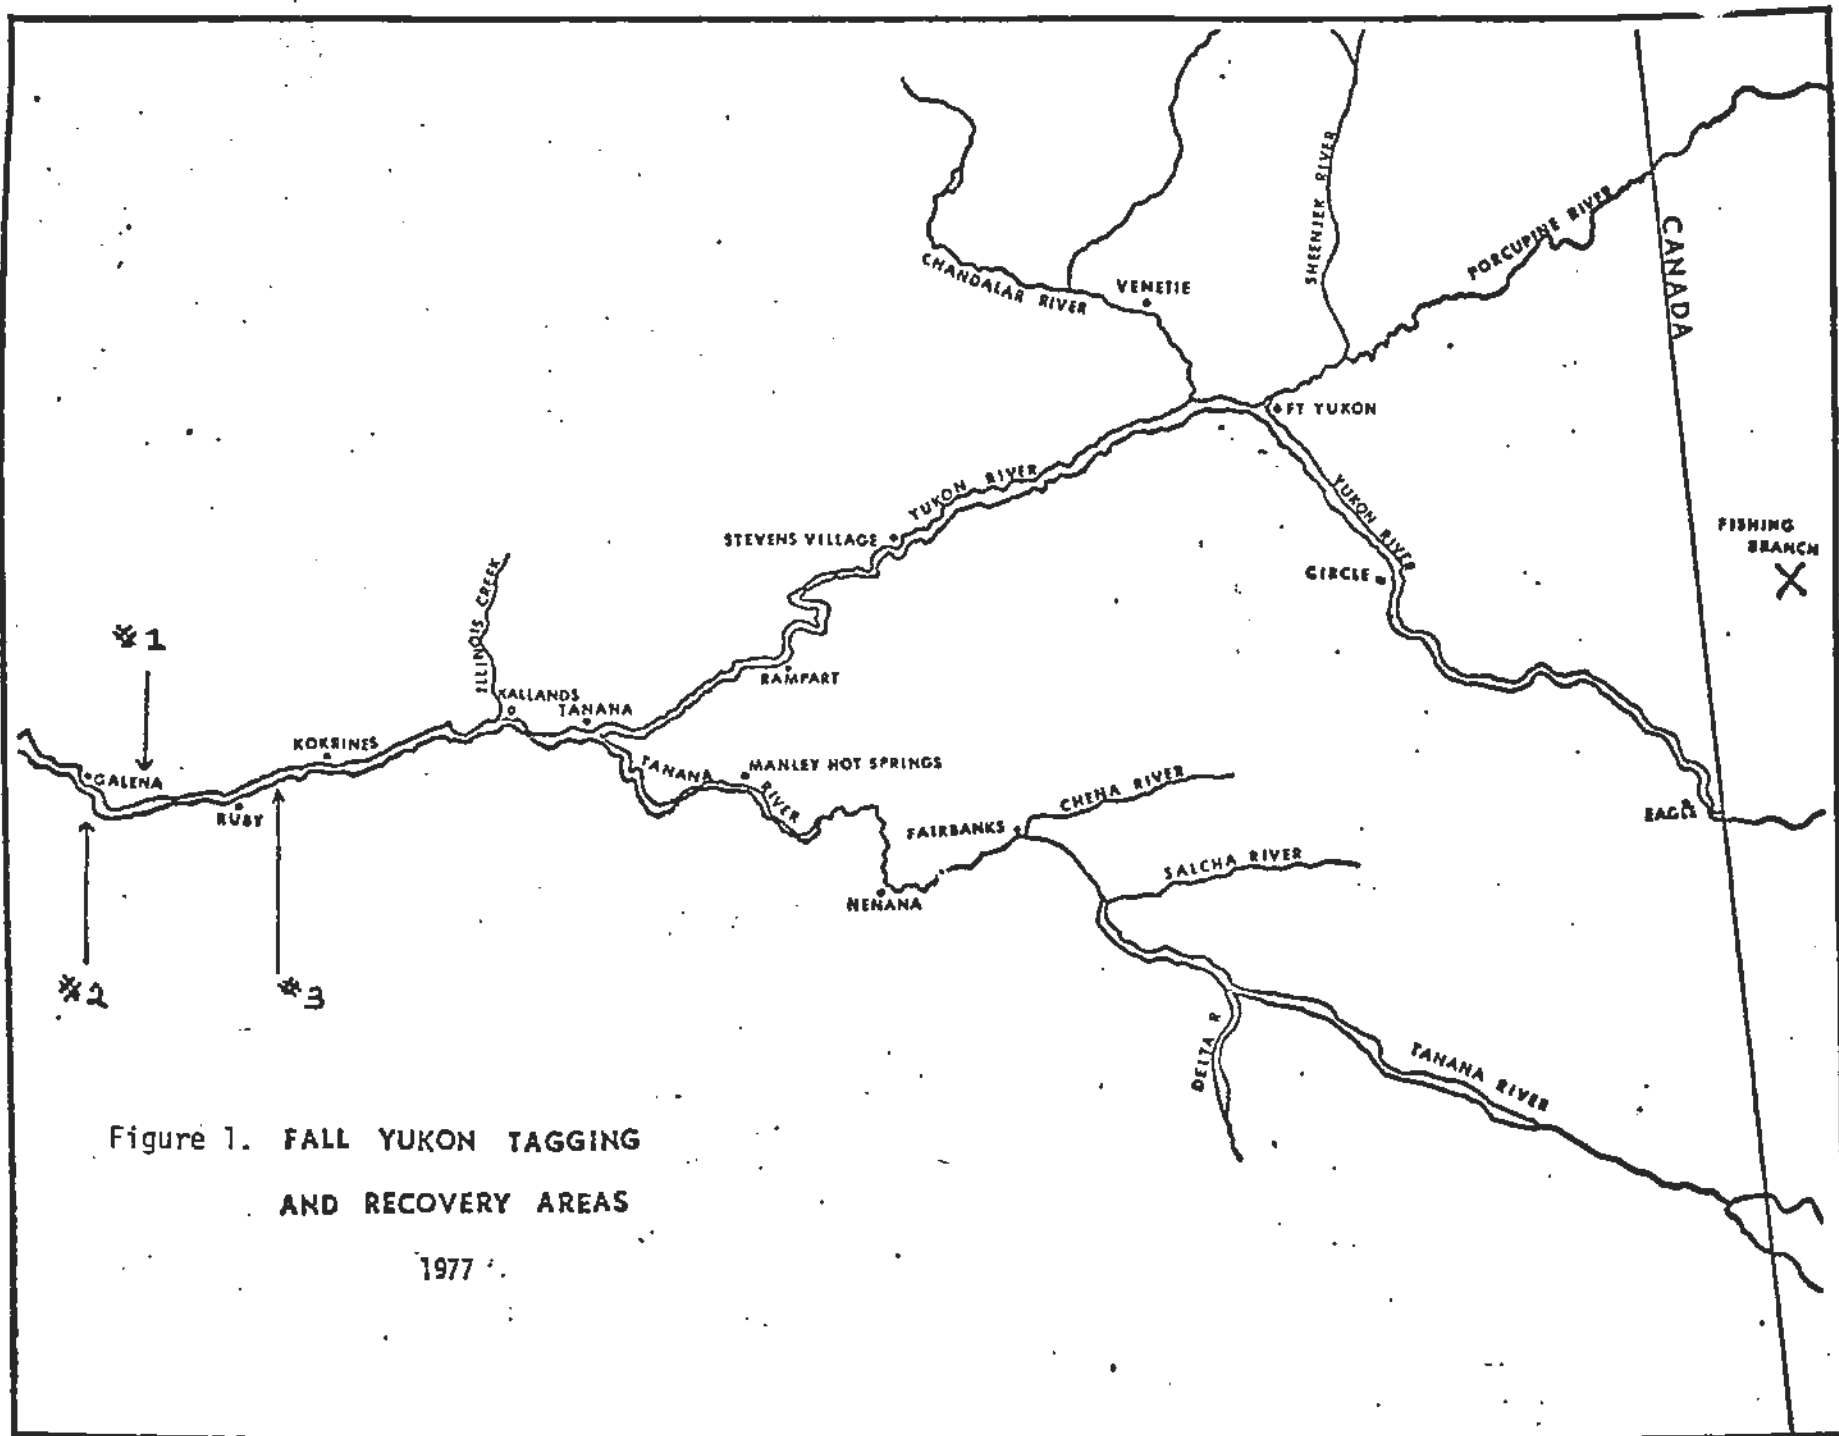 SHEENJEK RIVER
PORCUPINE RIVER
CANADA
CHANDALAR RIVER
VENETIE
FT YUKON
YUKON RIVER
YUKON RIVER
STEVENS VILLAGE
FISHING
BRANCH
X
CIRCLE
ILLINOIS CREEK
#1
RAMPART
KALLANDS
TANANA
KOKRINES
GALENA
RUBY
TANANA RIVER
MANLEY HOT SPRINGS
CHENA RIVER
FAIRBANKS
EAGLE
SALCHA RIVER
NENANA
#2
#3
DELTA R
TANANA RIVER
Figure 1. FALL YUKON TAGGING
AND RECOVERY AREAS
1977